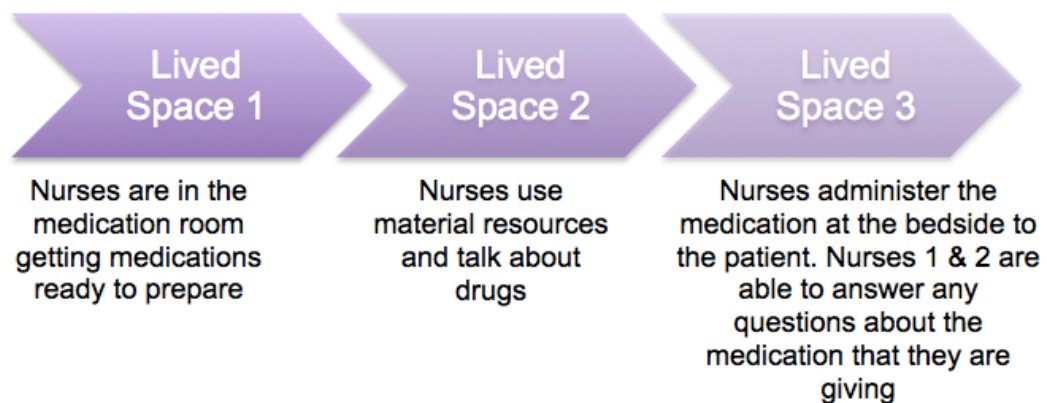 Lived
Space 1
Nurses are in the
medication room
getting medications
ready to prepare
Lived
Space 2
Nurses use
material resources
and talk about
drugs
Lived
Space 3
Nurses administer the
medication at the bedside to
the patient. Nurses 1 & 2 are
able to answer any
questions about the
medication that they are
giving